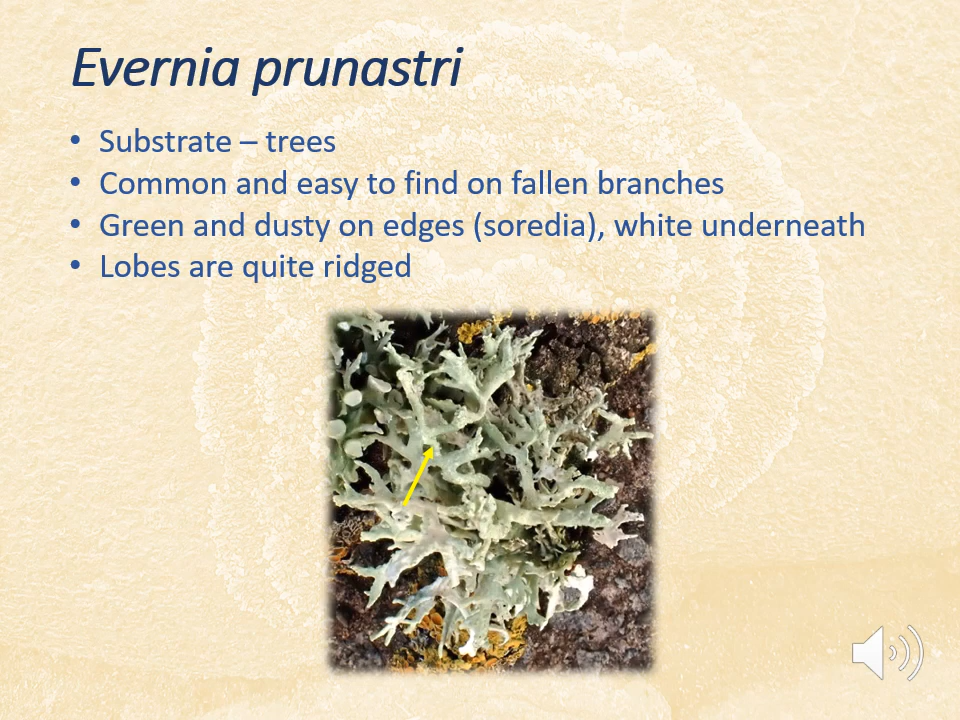 Evernia prunastri
• Substrate – trees
• Common and easy to find on fallen branches
• Green and dusty on edges (soredia), white underneath
• Lobes are quite ridged